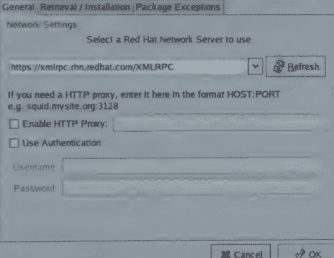 General Retrieval / Installation Package Exceptions
Network Settings
Select a Red Hat Network Server to use
https://xmlrpc.rhn.redhat.com/XMLRPC
Refresh
If you need a HTTP proxy, enter it here in the format HOST:PORT
e.g. squid.mysite.org:3128
Enable HTTP Proxy:
Use Authentication
Username:
Password:
Cancel OK